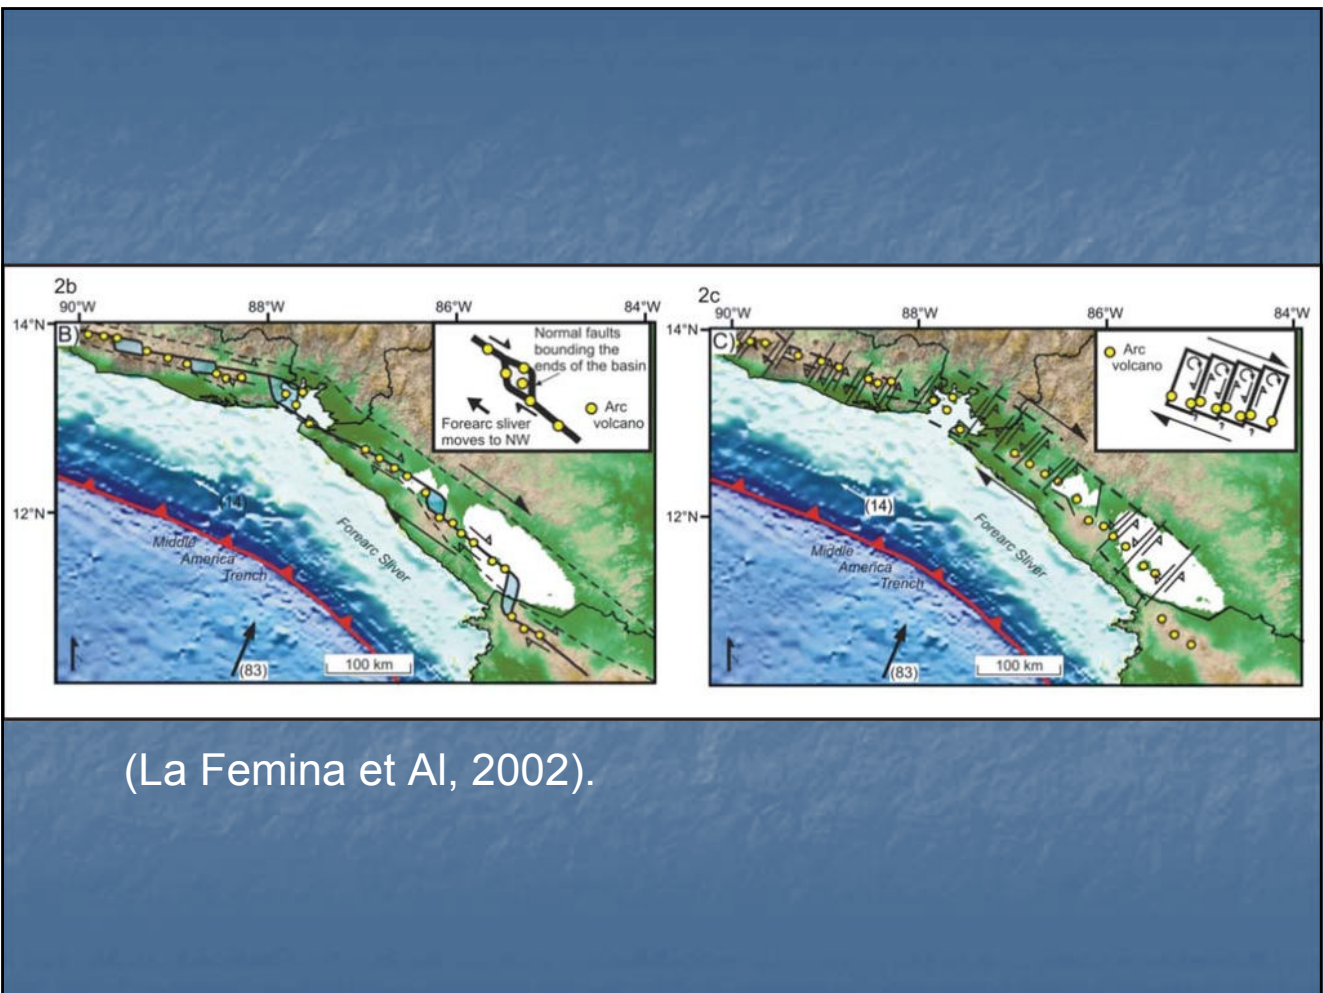 2b
90°W 88°W 86°W 84°W
14°N
B)
Normal faults
bounding the
ends of the basin
Arc
volcano
Forearc sliver
moves to NW
12°N
(14)
Forearc Sliver
Middle
America
Trench
(83)
100 km
2c
90°W 88°W 86°W 84°W
14°N
C)
Arc
volcano
? ? ?
12°N
(14)
Forearc Sliver
Middle
America
Trench
(83)
100 km
(La Femina et Al, 2002).